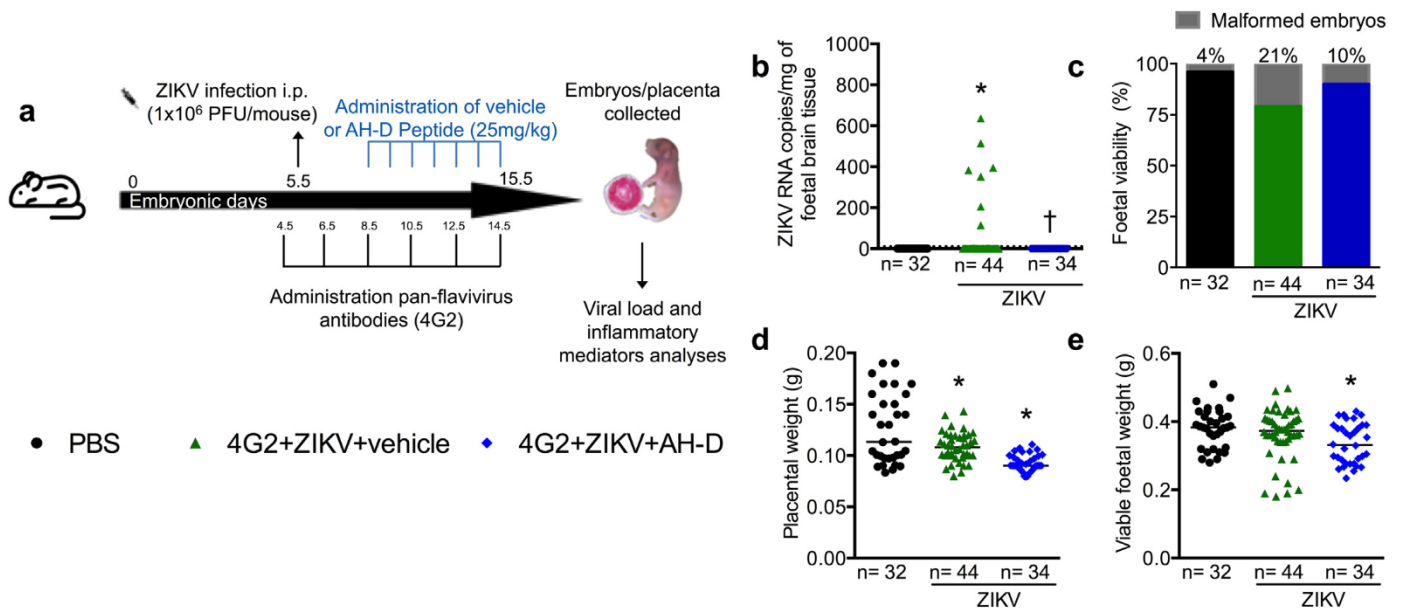 a
ZIKV infection i.p.
(1x10⁶ PFU/mouse)
Administration of vehicle
or AH-D Peptide (25mg/kg)
Embryos/placenta
collected
0
5.5
15.5
Embryonic days
4.5 6.5 8.5 10.5 12.5 14.5
Administration pan-flavivirus
antibodies (4G2)
Viral load and
inflammatory
mediators analyses
PBS
4G2+ZIKV+vehicle
4G2+ZIKV+AH-D
b
ZIKV RNA copies/mg of
foetal brain tissue
1000
800
600
400
200
0
*
†
n= 32 n= 44 n= 34
ZIKV
Malformed embryos
c
Foetal viability (%)
100
75
50
25
0
4% 21% 10%
n= 32 n= 44 n= 34
ZIKV
d
Placental weight (g)
0.20
0.15
0.10
0.05
0.00
*
*
n= 32 n= 44 n= 34
ZIKV
e
Viable foetal weight (g)
0.6
0.4
0.2
0.0
*
n= 32 n= 44 n= 34
ZIKV